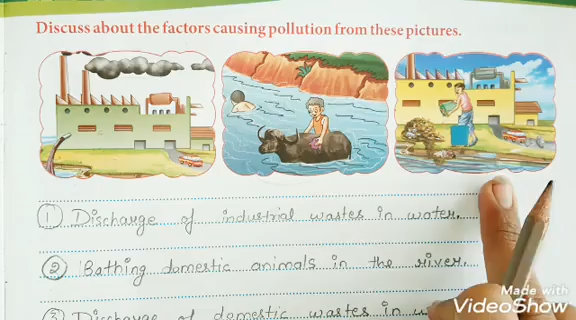 Discuss about the factors causing pollution from these pictures.
① Discharge of industrial wastes in water.
② Bathing domestic animals in the river.
③ Discharge of domestic wastes in
Made with
VideoShow